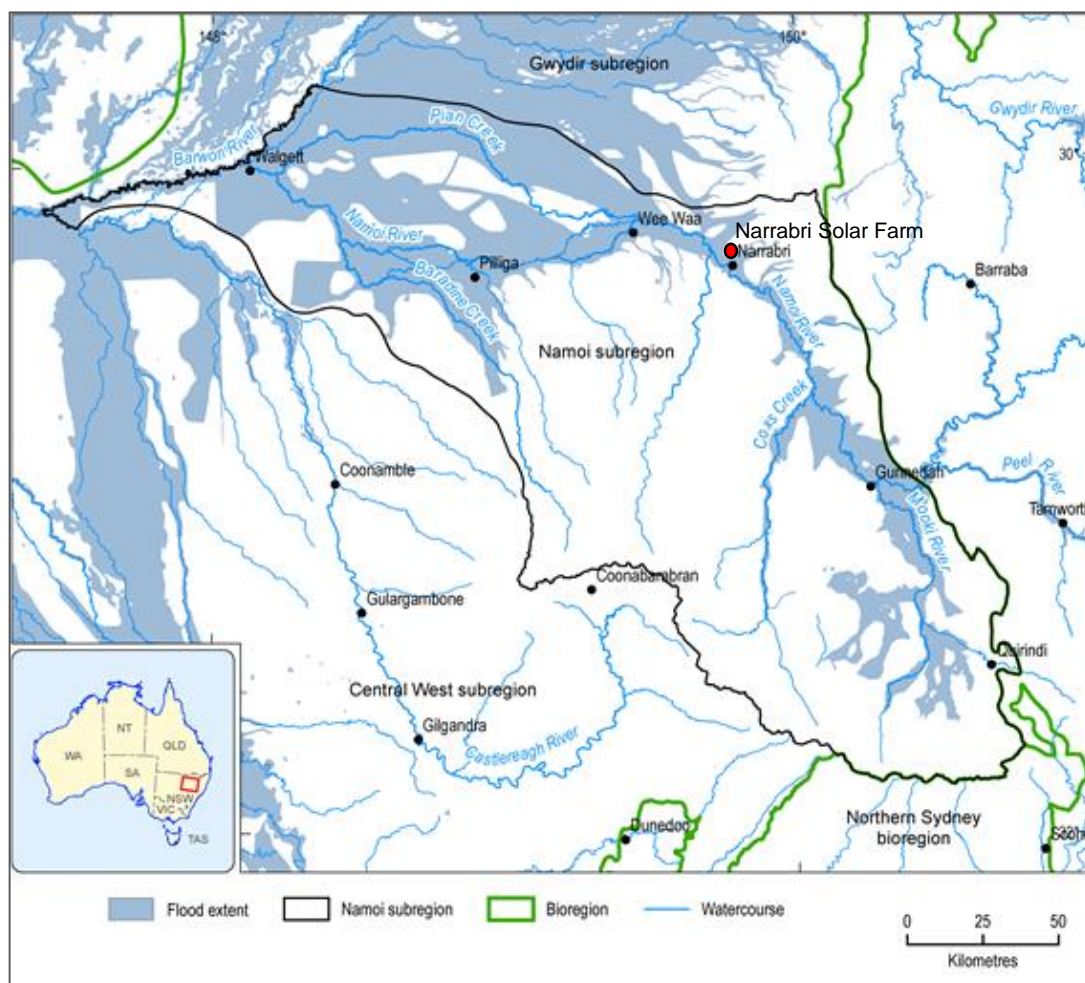 148°
150°
Gwydir subregion
Gwydir River
Pian Creek
Barwon River
30°
Walgett
Wee Waa
Narrabri Solar Farm
Namoi River
Narrabri
Pilliga
Barraba
Baradine Creek
Namoi River
Namoi subregion
Coxs Creek
Coonamble
Gunnedah
Peel River
Mooki River
Tamworth
Coonabarabran
Gulargambone
Quirindi
Central West subregion
Gilgandra
Castlereagh River
Northern Sydney
bioregion
Dunedoo
WA
NT
QLD
SA
NSW
VIC
TAS
Flood extent
Namoi subregion
Bioregion
Watercourse
0 25 50
Kilometres